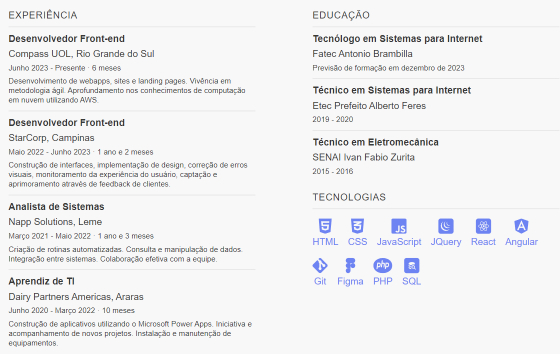 EXPERIÊNCIA
Desenvolvedor Front-end
Compass UOL, Rio Grande do Sul
Junho 2023 - Presente · 6 meses
Desenvolvimento de webapps, sites e landing pages. Vivência em
metodologia ágil. Aprofundamento nos conhecimentos de computação
em nuvem utilizando AWS.
Desenvolvedor Front-end
StarCorp, Campinas
Maio 2022 - Junho 2023 · 1 ano e 2 meses
Construção de interfaces, implementação de design, correção de erros
visuais, monitoramento da experiência do usuário, captação e
aprimoramento através de feedback de clientes.
Analista de Sistemas
Napp Solutions, Leme
Março 2021 - Maio 2022 · 1 ano e 3 meses
Criação de rotinas automatizadas. Consulta e manipulação de dados.
Integração entre sistemas. Colaboração efetiva com a equipe.
Aprendiz de TI
Dairy Partners Americas, Araras
Junho 2020 - Março 2022 · 10 meses
Construção de aplicativos utilizando o Microsoft Power Apps. Iniciativa e
acompanhamento de novos projetos. Instalação e manutenção de
equipamentos.
EDUCAÇÃO
Tecnólogo em Sistemas para Internet
Fatec Antonio Brambilla
Previsão de formação em dezembro de 2023
Técnico em Sistemas para Internet
Etec Prefeito Alberto Feres
2019 - 2020
Técnico em Eletromecânica
SENAI Ivan Fabio Zurita
2015 - 2016
TECNOLOGIAS
JS
HTML CSS JavaScript JQuery React Angular
php
Git Figma PHP SQL